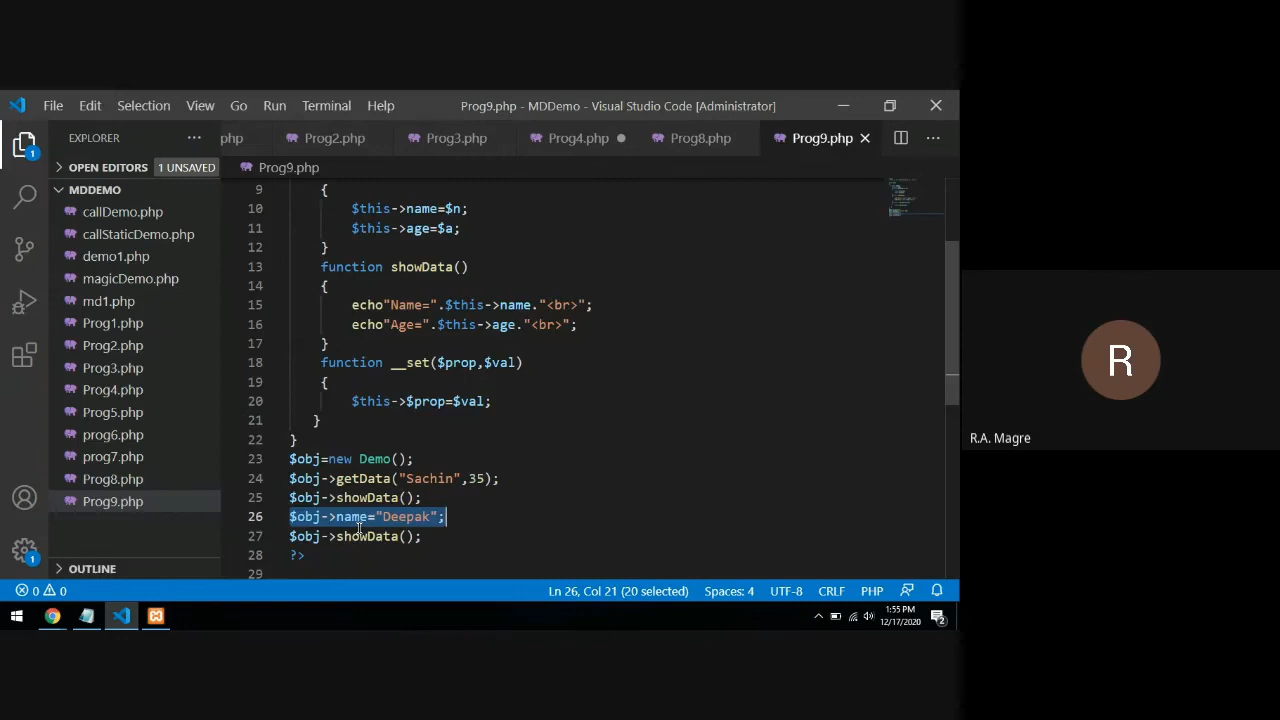 File Edit Selection View Go Run Terminal Help Prog9.php - MDDemo - Visual Studio Code [Administrator]
EXPLORER
php Prog2.php Prog3.php Prog4.php Prog8.php Prog9.php
OPEN EDITORS 1 UNSAVED
Prog9.php
MDDEMO
callDemo.php
callStaticDemo.php
demo1.php
magicDemo.php
md1.php
Prog1.php
Prog2.php
Prog3.php
Prog4.php
Prog5.php
prog6.php
prog7.php
Prog8.php
Prog9.php
OUTLINE
1
1
9 {
10 $this->name=$n;
11 $this->age=$a;
12 }
13 function showData()
14 {
15 echo"Name=".$this->name."<br>";
16 echo"Age=".$this->age."<br>";
17 }
18 function __set($prop,$val)
19 {
20 $this->$prop=$val;
21 }
22 }
23 $obj=new Demo();
24 $obj->getData("Sachin",35);
25 $obj->showData();
26 $obj->name="Deepak";
27 $obj->showData();
28 ?>
29
0 0 Ln 26, Col 21 (20 selected) Spaces: 4 UTF-8 CRLF PHP
1:55 PM
12/17/2020
2
R
R.A. Magre